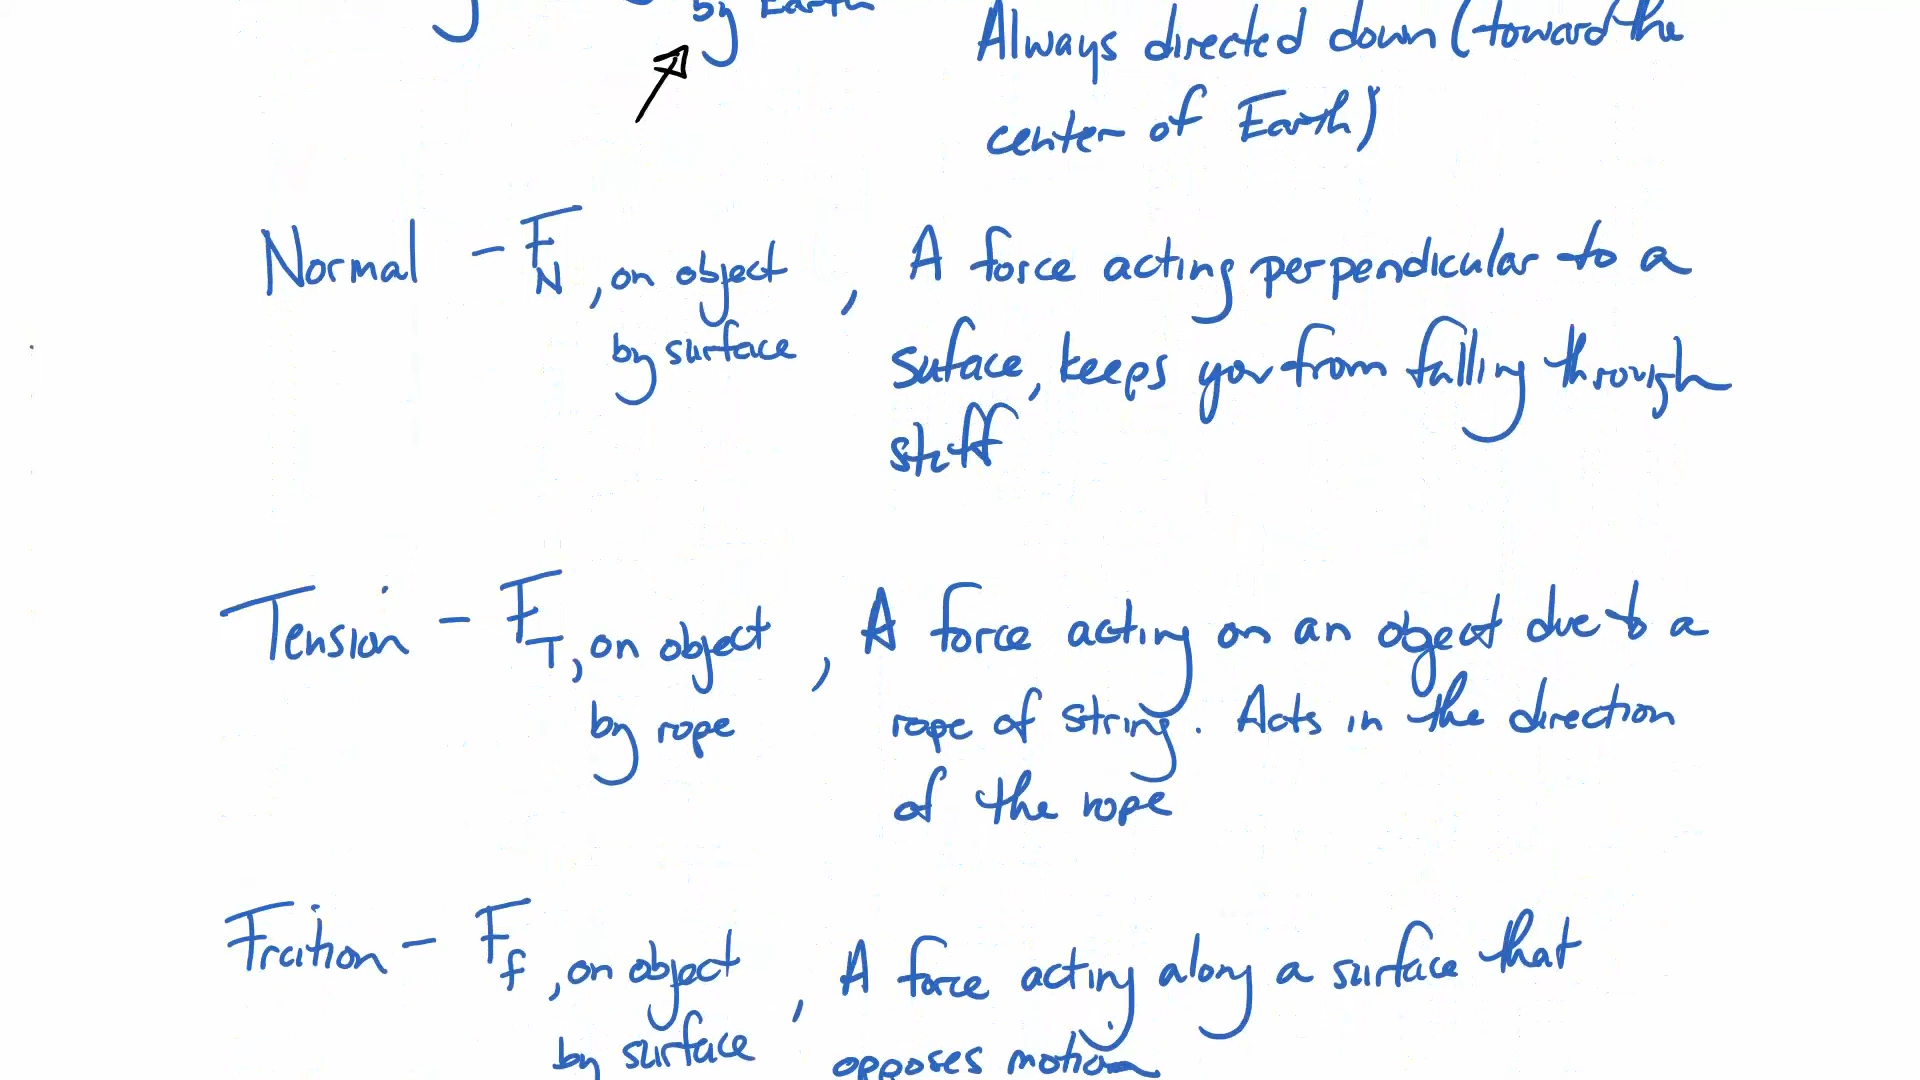 by Earth
Always directed down (toward the
center of Earth)
Normal - F_N, on object
by surface
, A force acting perpendicular to a
suface, keeps you from falling through
stuff
Tension - F_T, on object
by rope
, A force acting on an object due to a
rope of string. Acts in the direction
of the rope
Frcition - F_f, on object
by surface
, A force acting along a surface that
opposes motion